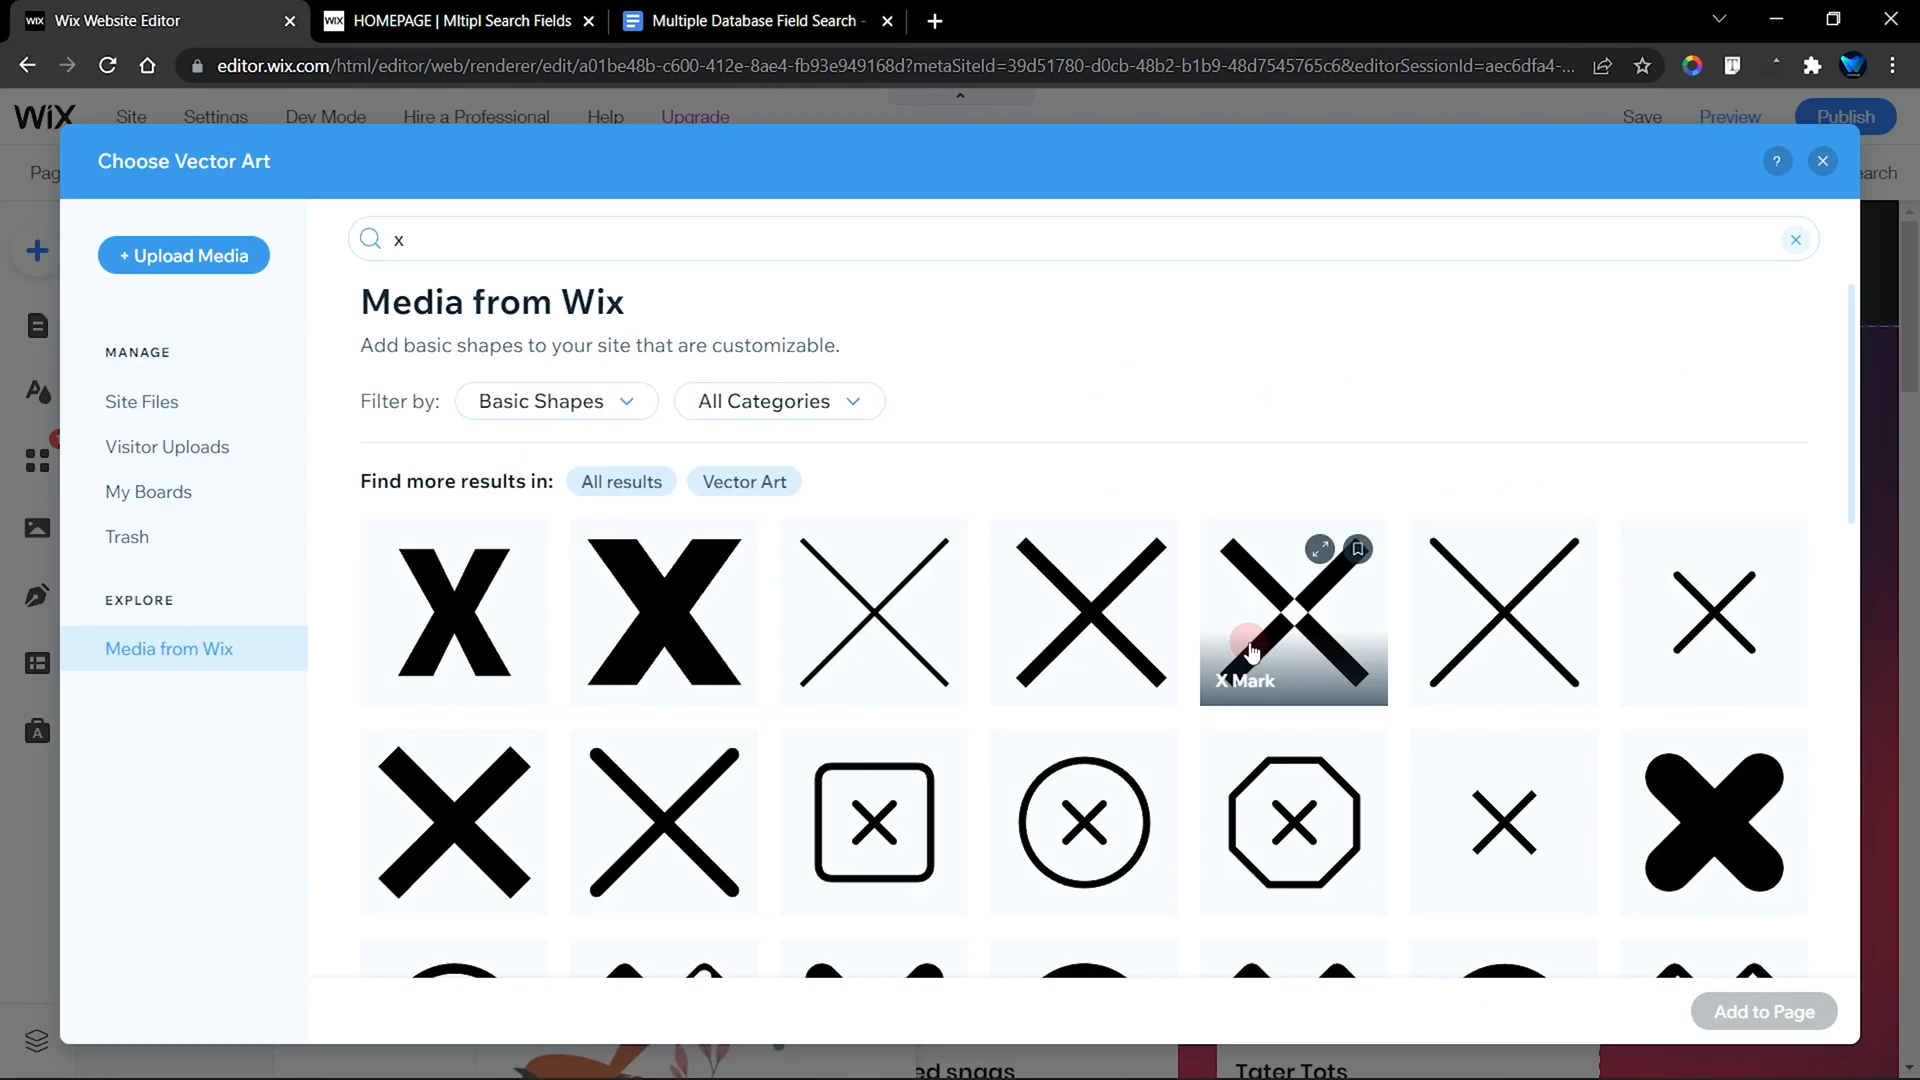 WiX Wix Website Editor
WiX HOMEPAGE | Mltipl Search Fields
Multiple Database Field Search -
editor.wix.com/html/editor/web/renderer/edit/a01be48b-c600-412e-8ae4-fb93e949168d?metaSiteId=39d51780-d0cb-48b2-b1b9-48d7545765c6&editorSessionId=aec6dfa4-...
WiX Site Settings Dev Mode Hire a Professional Help Upgrade Save Preview Publish
Choose Vector Art
?
Pag
earch
x
+ Upload Media
Media from Wix
Add basic shapes to your site that are customizable.
MANAGE
Filter by: Basic Shapes All Categories
Site Files
Visitor Uploads
Find more results in: All results Vector Art
My Boards
Trash
EXPLORE
Media from Wix
X Mark
A
Add to Page
ed snags
Tater Tots